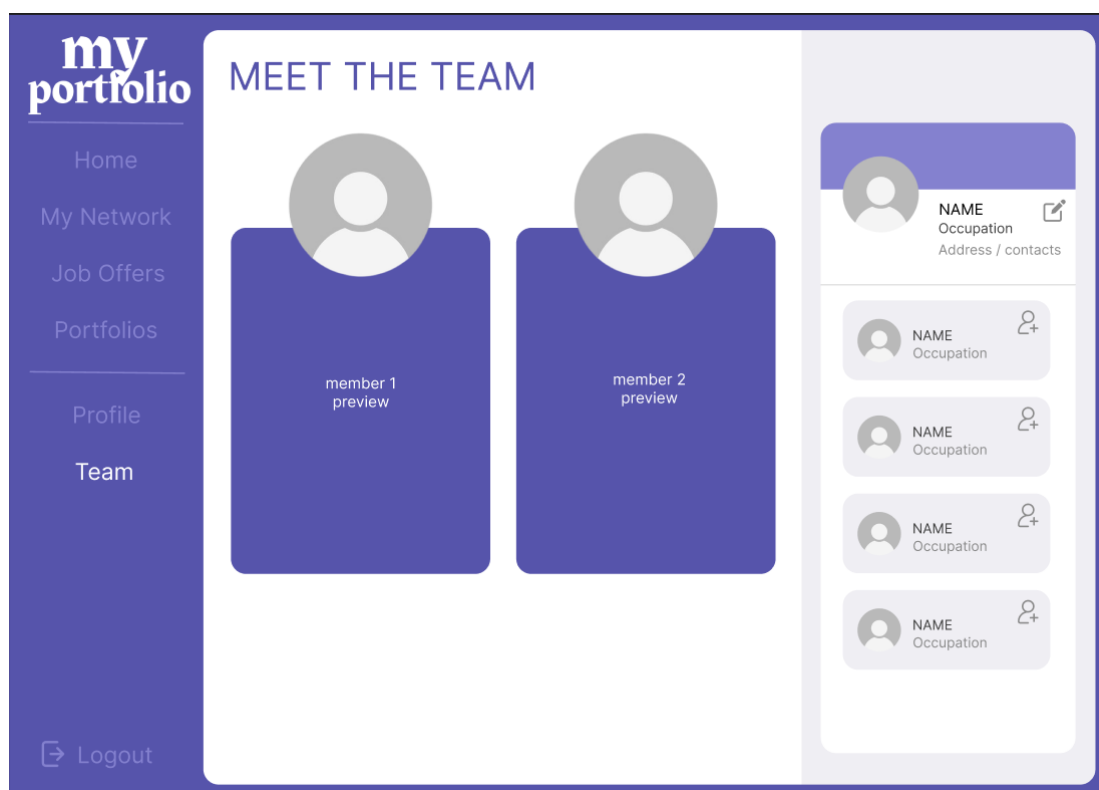 my
portfolio
Home
My Network
Job Offers
Portfolios
Profile
Team
Logout
MEET THE TEAM
member 1
preview
member 2
preview
NAME
Occupation
Address / contacts
NAME
Occupation
NAME
Occupation
NAME
Occupation
NAME
Occupation